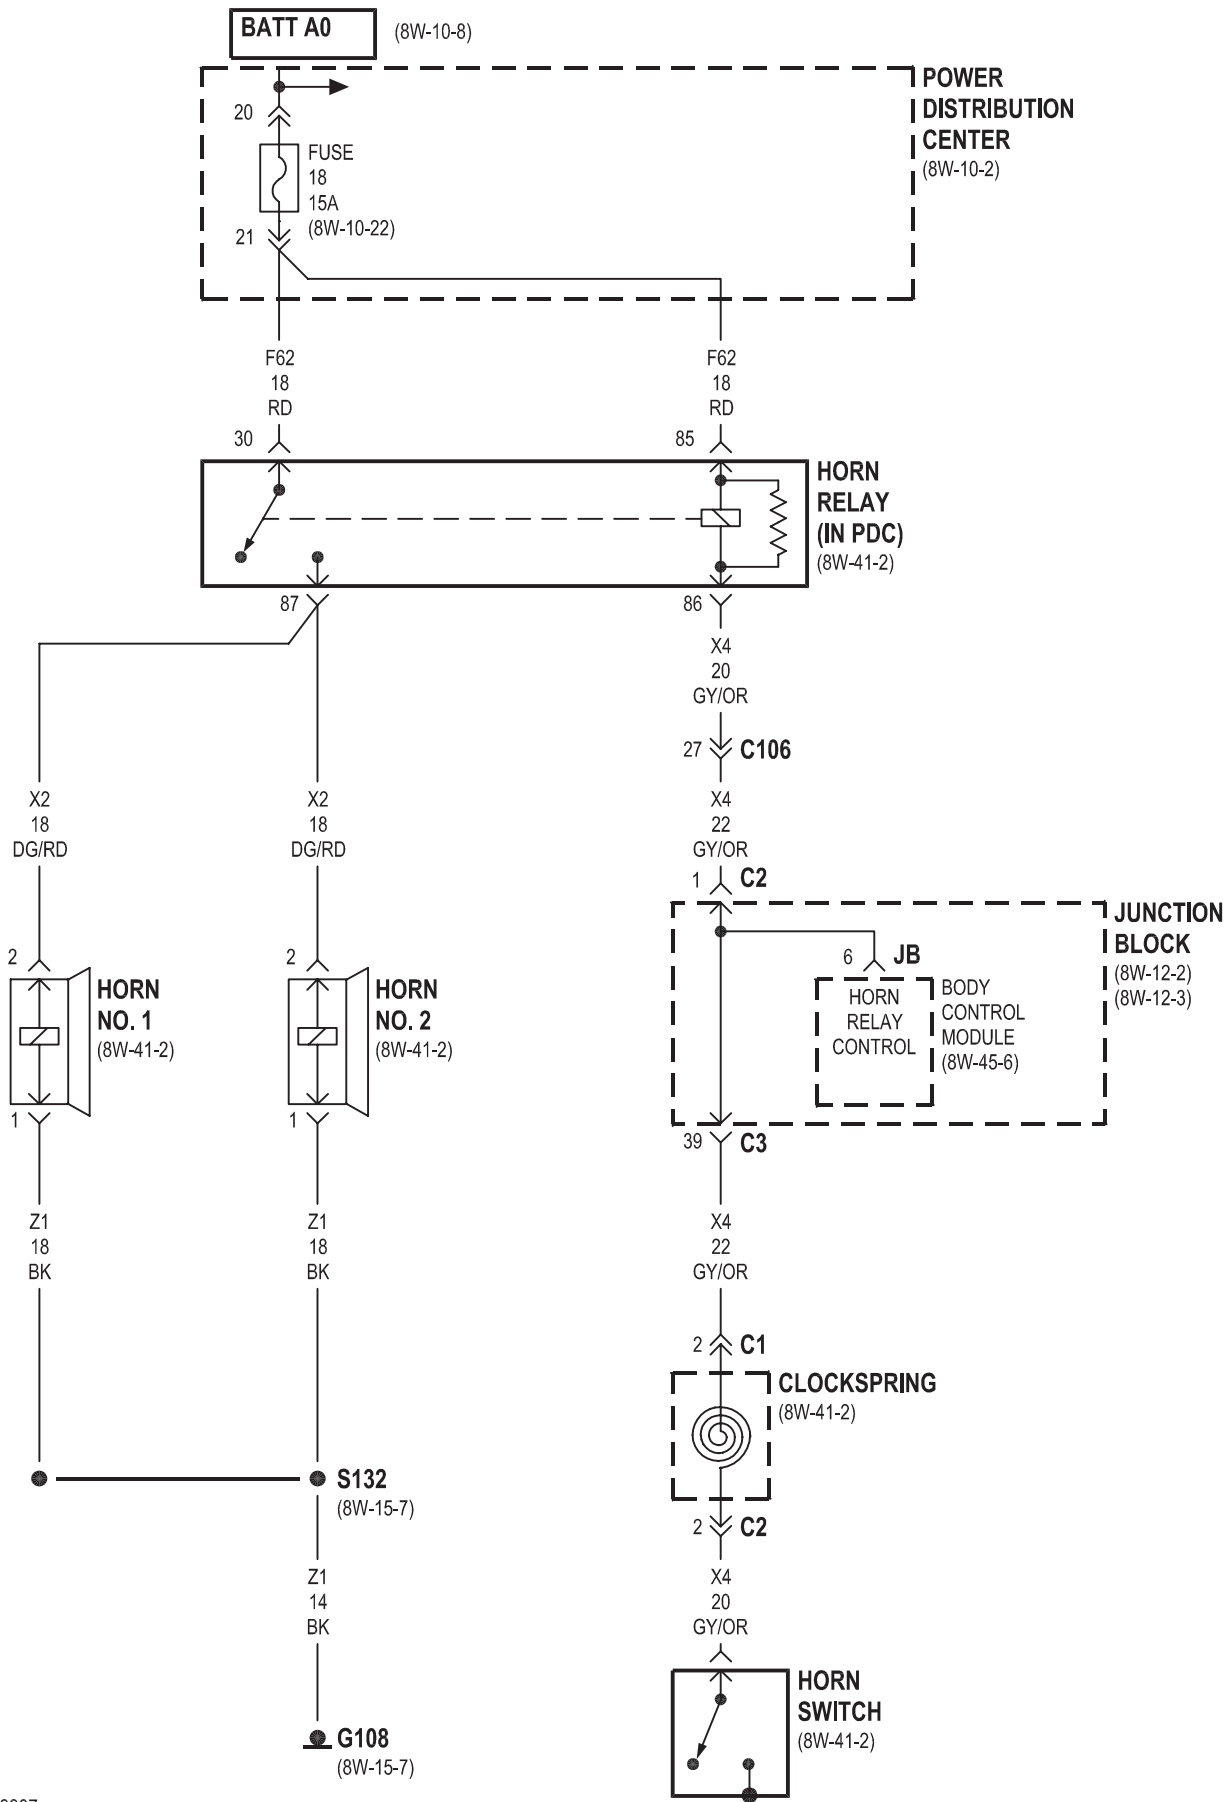 BATT A0
(8W-10-8)
POWER
DISTRIBUTION
CENTER
(8W-10-2)
20
FUSE
18
15A
(8W-10-22)
21
F62
18
RD
F62
18
RD
30
85
HORN
RELAY
(IN PDC)
(8W-41-2)
87
86
X4
20
GY/OR
27
C106
X2
18
DG/RD
X2
18
DG/RD
X4
22
GY/OR
1
C2
JUNCTION
BLOCK
(8W-12-2)
(8W-12-3)
6
JB
HORN
RELAY
CONTROL
BODY
CONTROL
MODULE
(8W-45-6)
2
HORN
NO. 1
(8W-41-2)
1
2
HORN
NO. 2
(8W-41-2)
1
39
C3
Z1
18
BK
Z1
18
BK
X4
22
GY/OR
2
C1
CLOCKSPRING
(8W-41-2)
S132
(8W-15-7)
2
C2
Z1
14
BK
X4
20
GY/OR
G108
(8W-15-7)
HORN
SWITCH
(8W-41-2)